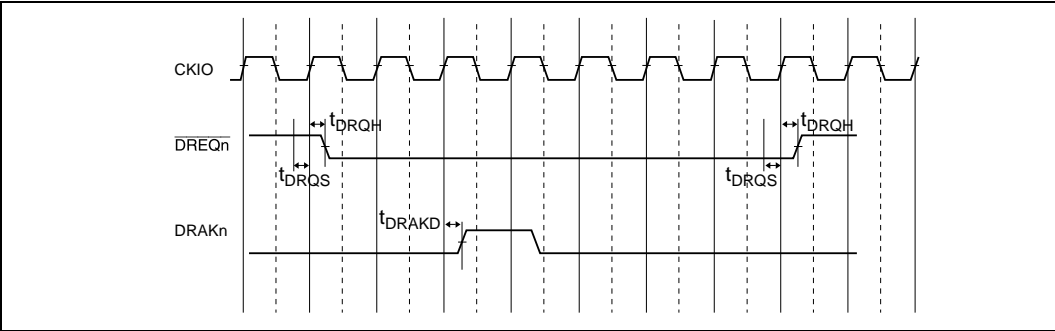 CKIO
tDRQH
tDRQH
DREQn
tDRQS
tDRQS
tDRAKD
DRAKn